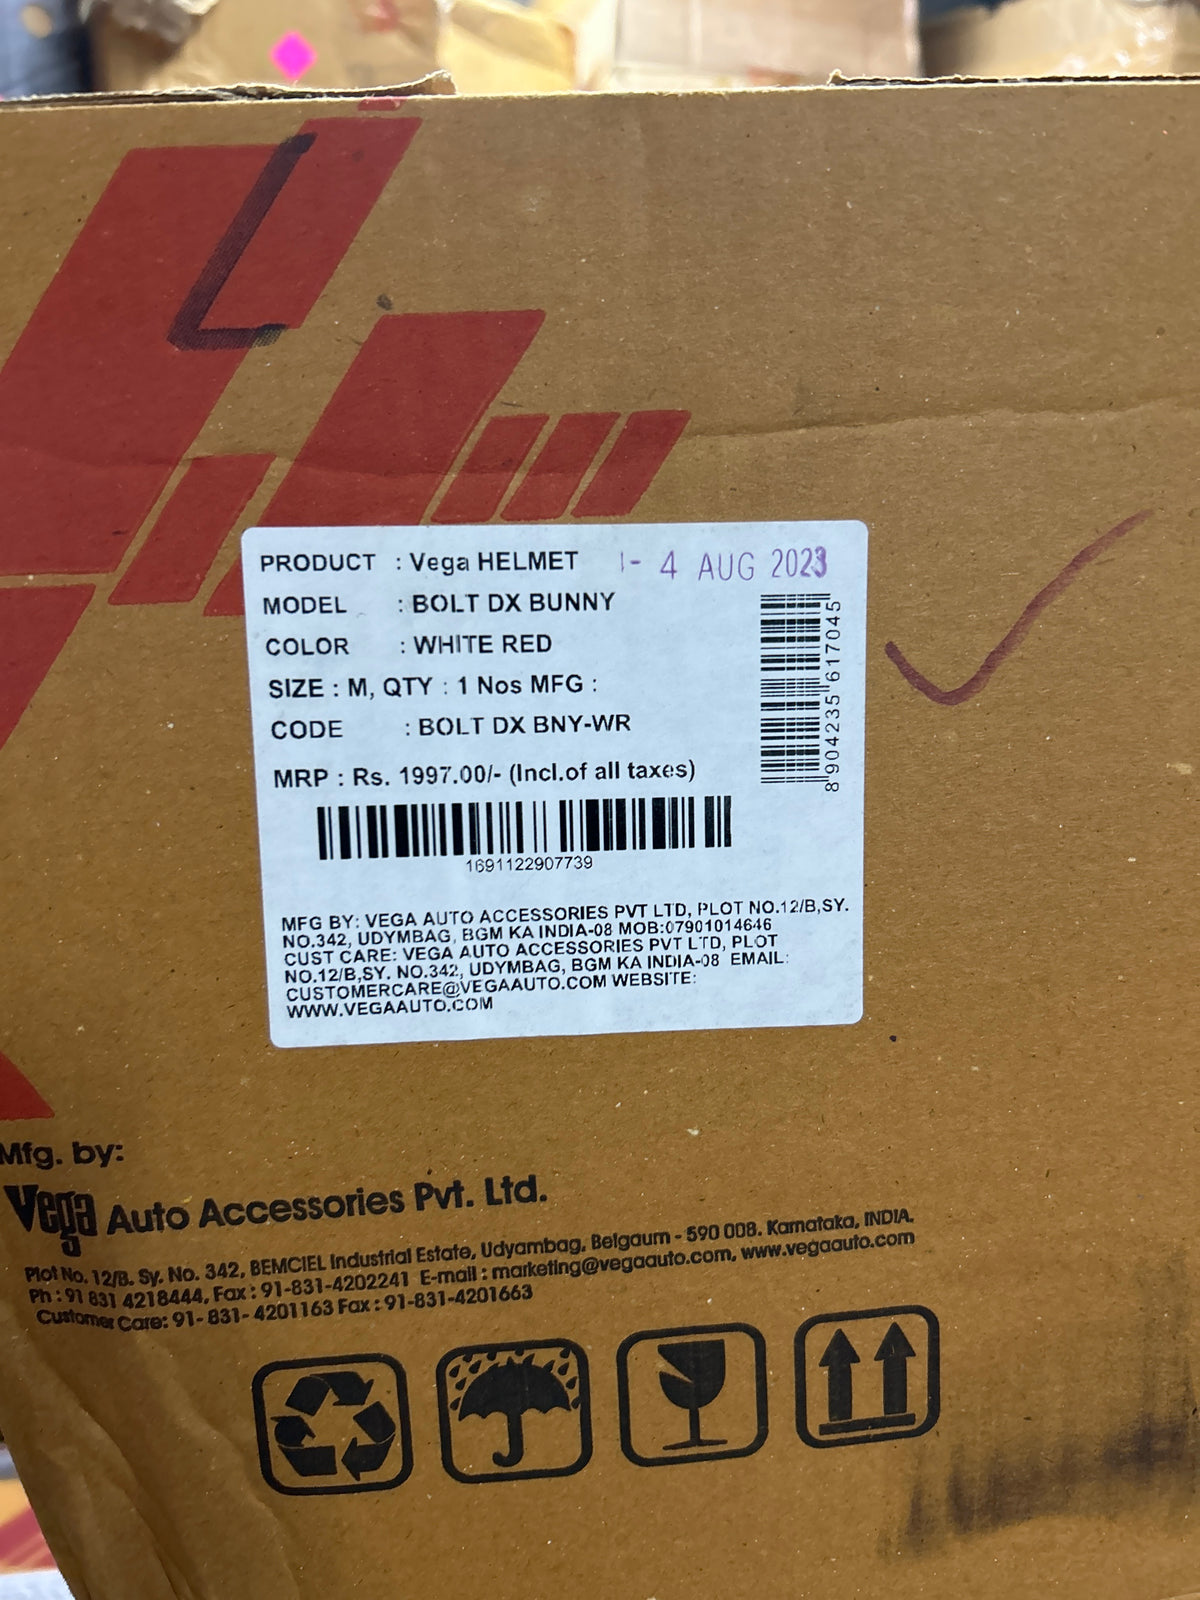 L
PRODUCT : Vega HELMET - 4 AUG 2023
MODEL : BOLT DX BUNNY
COLOR : WHITE RED
SIZE : M, QTY : 1 Nos MFG :
CODE : BOLT DX BNY-WR
MRP : Rs. 1997.00/- (Incl.of all taxes)
8 904235 617045
1691122907739
MFG BY: VEGA AUTO ACCESSORIES PVT LTD, PLOT NO.12/B,SY.
NO.342, UDYMBAG, BGM KA INDIA-08 MOB:07901014646
CUST CARE: VEGA AUTO ACCESSORIES PVT LTD, PLOT
NO.12/B,SY. NO.342, UDYMBAG, BGM KA INDIA-08 EMAIL:
CUSTOMERCARE@VEGAAUTO.COM WEBSITE:
WWW.VEGAAUTO.COM
Mfg. by:
Vega Auto Accessories Pvt. Ltd.
Plot No. 12/B. Sy. No. 342, BEMCIEL Industrial Estate, Udyambag, Belgaum - 590 008. Karnataka, INDIA.
Ph : 91 831 4218444, Fax : 91-831-4202241 E-mail : marketing@vegaauto.com, www.vegaauto.com
Customer Care: 91- 831- 4201163 Fax : 91-831-4201663